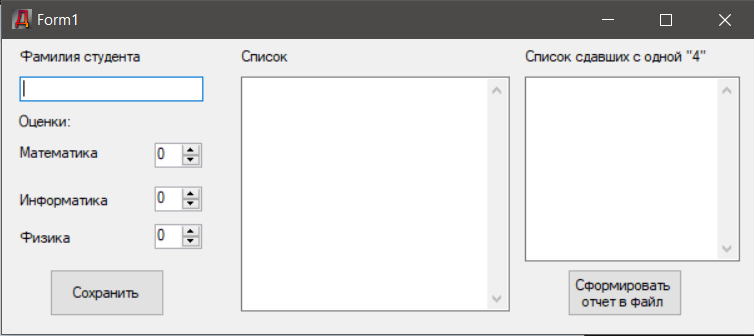 Form1
Фамилия студента
Список
Список сдавших с одной "4"
Оценки:
Математика
0
Информатика
0
Физика
0
Сохранить
Сформировать
отчет в файл